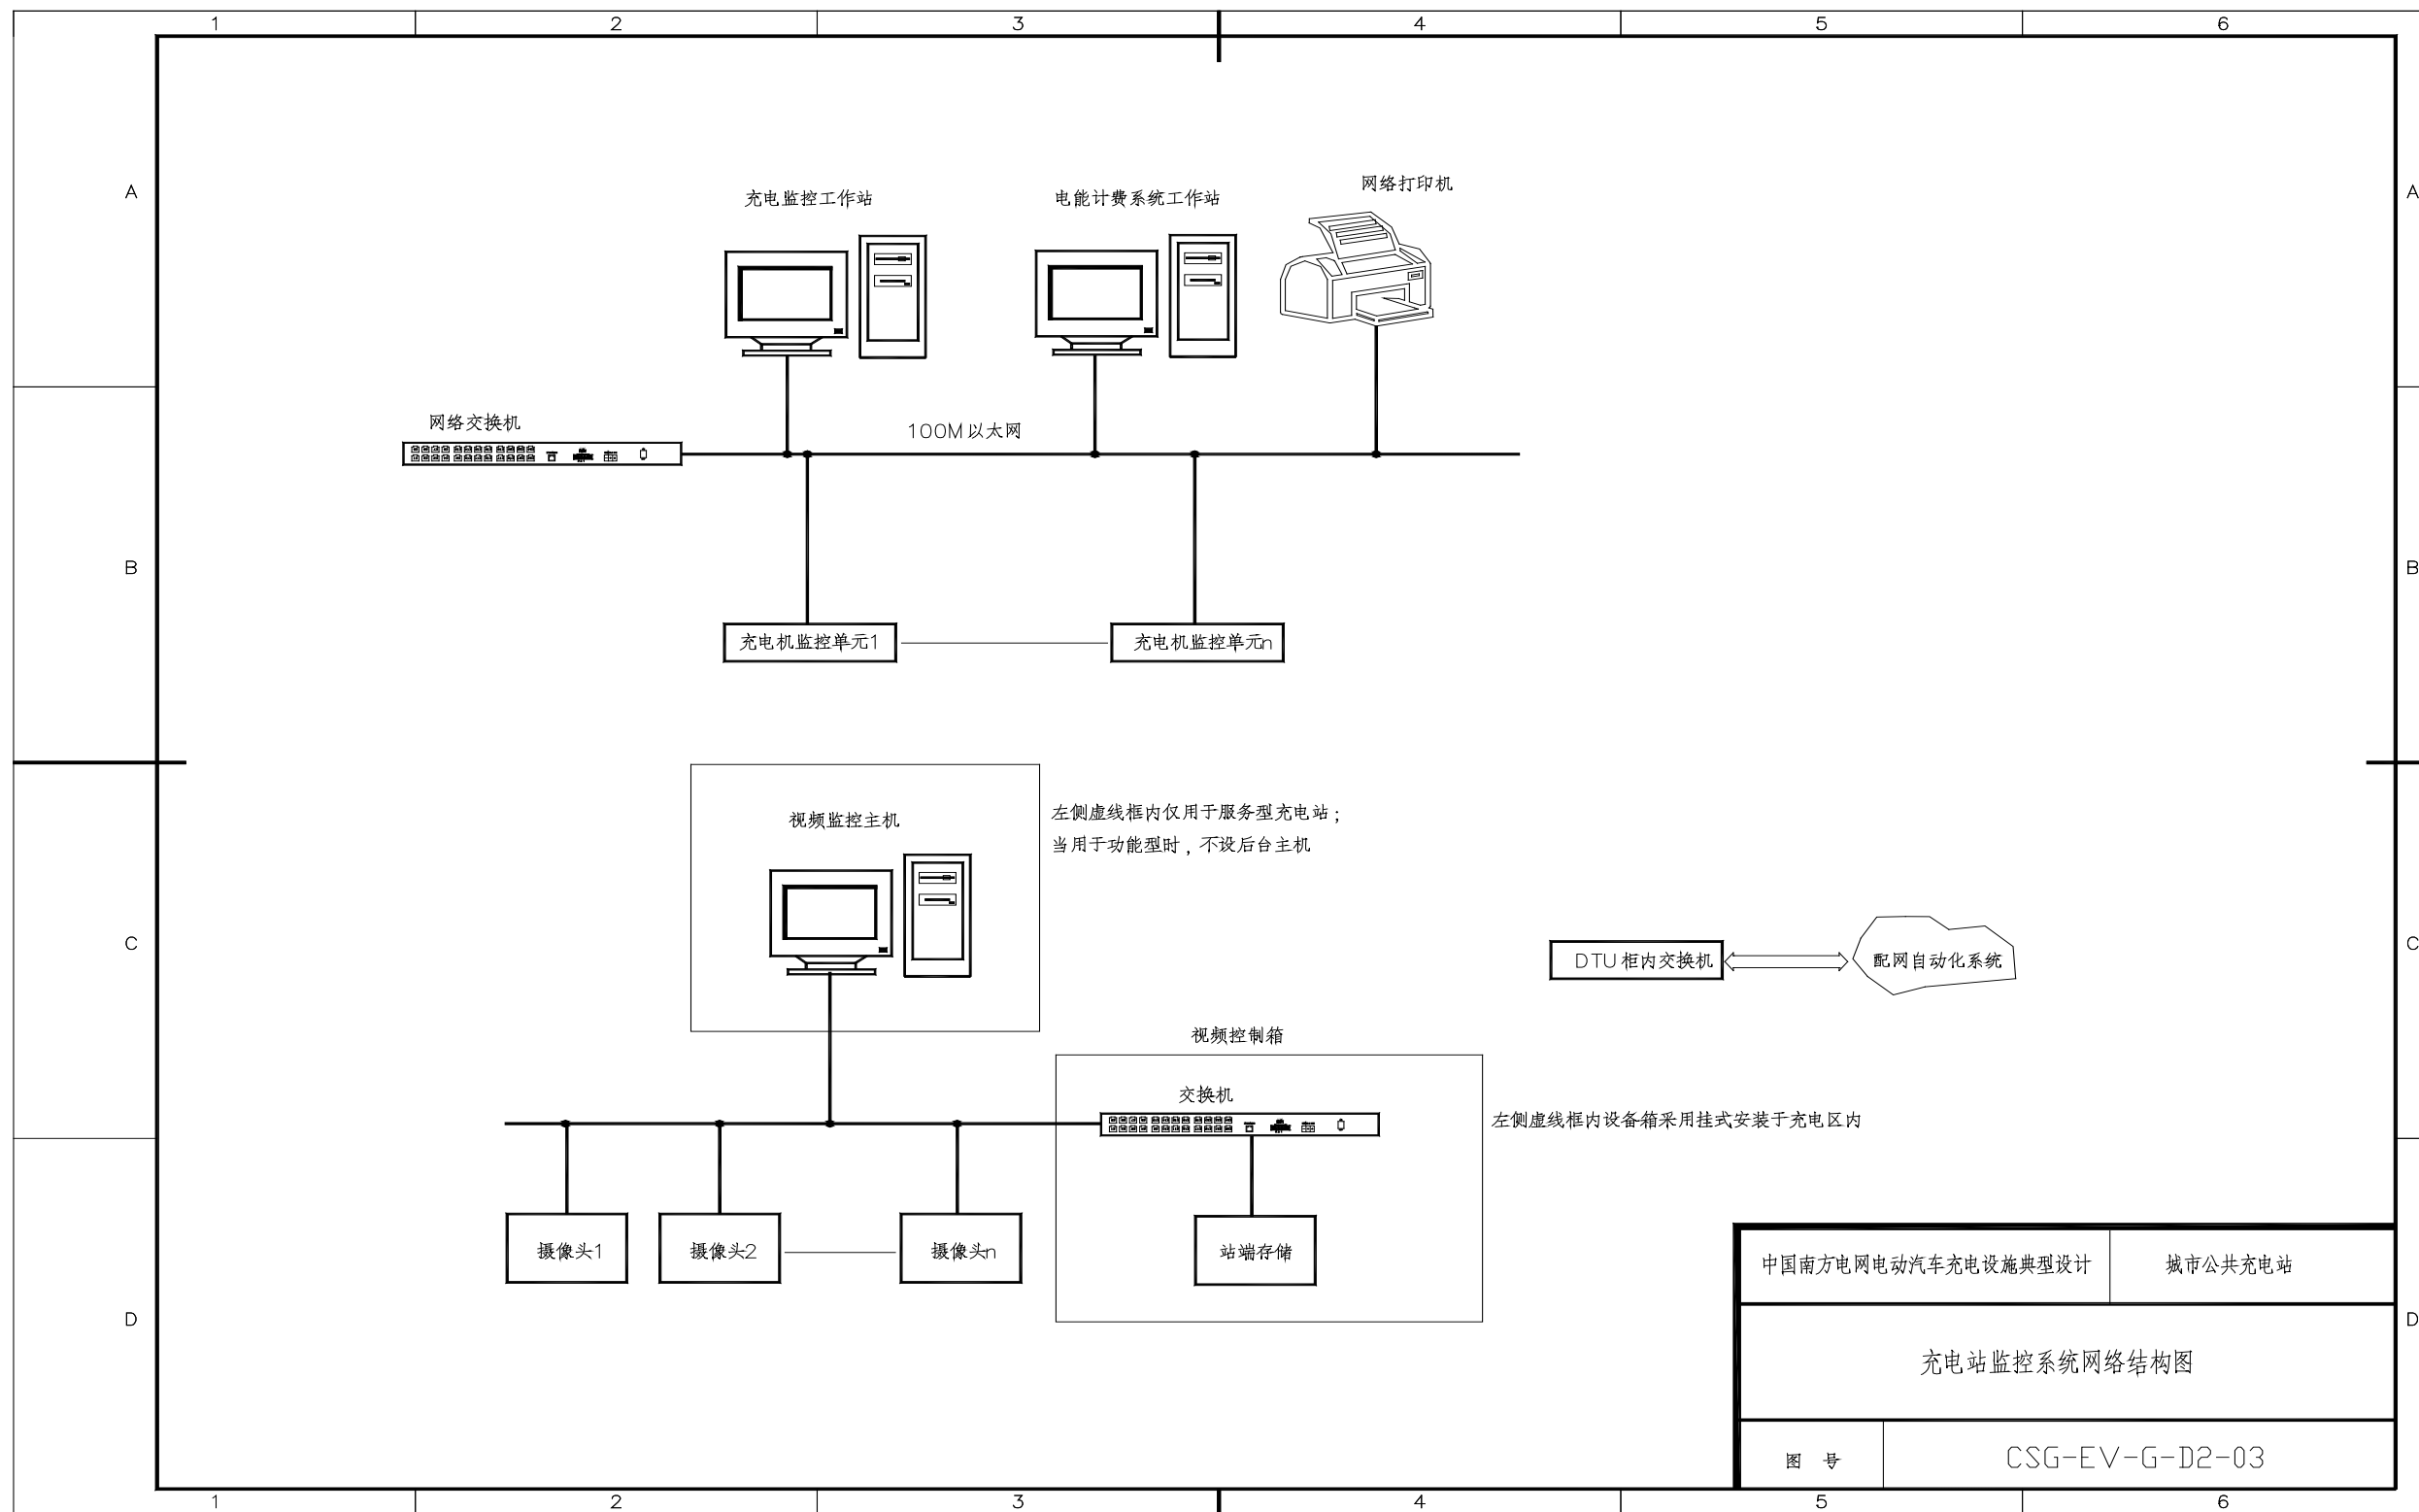 1 2 3 4 5 6
A A
充电监控工作站
电能计费系统工作站
网络打印机
网络交换机
100M以太网
B B
充电机监控单元1
充电机监控单元n
视频监控主机
左侧虚线框内仅用于服务型充电站;
当用于功能型时,不设后台主机
C C
DTU柜内交换机
配网自动化系统
视频控制箱
交换机
左侧虚线框内设备箱采用挂式安装于充电区内
摄像头1
摄像头2
摄像头n
站端存储
中国南方电网电动汽车充电设施典型设计
城市公共充电站
D D
充电站监控系统网络结构图
图 号
CSG-EV-G-D2-03
1 2 3 4 5 6